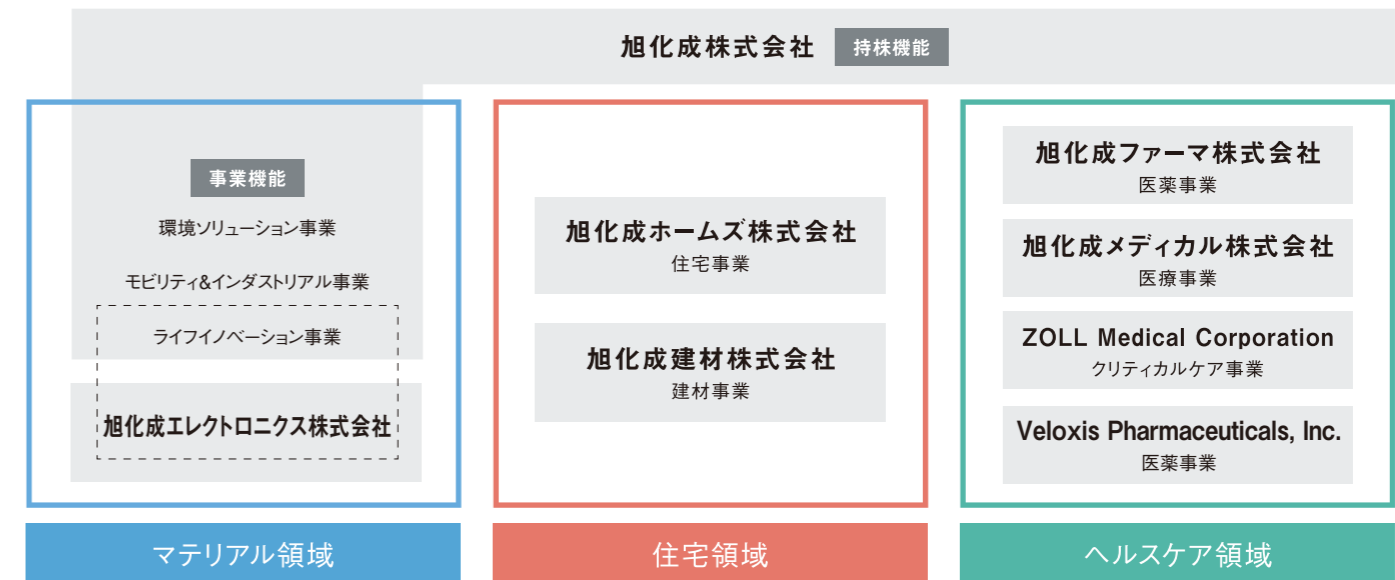 旭化成株式会社 持株機能
事業機能
環境ソリューション事業
モビリティ&インダストリアル事業
ライフイノベーション事業
旭化成エレクトロニクス株式会社
マテリアル領域
旭化成ホームズ株式会社
住宅事業
旭化成建材株式会社
建材事業
住宅領域
旭化成ファーマ株式会社
医薬事業
旭化成メディカル株式会社
医療事業
ZOLL Medical Corporation
クリティカルケア事業
Veloxis Pharmaceuticals, Inc.
医薬事業
ヘルスケア領域